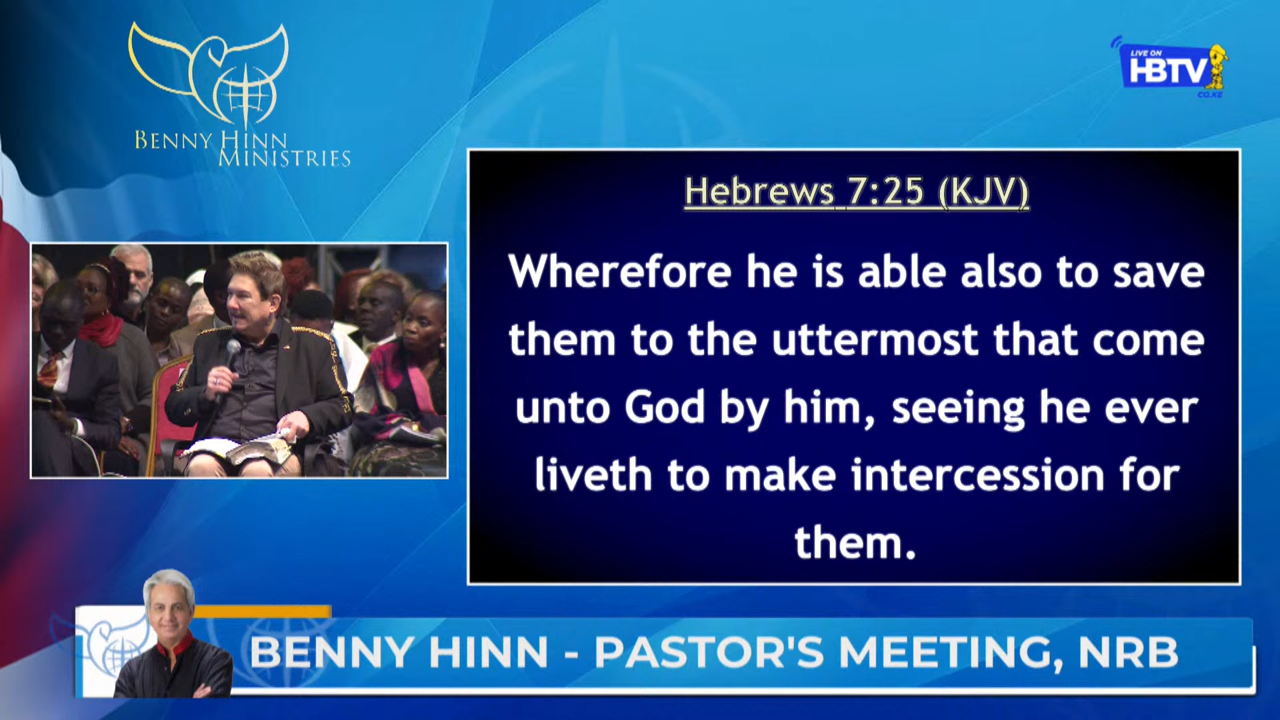 BENNY HINN
MINISTRIES
LIVE ON
HBTV
CO.KE
Hebrews 7:25 (KJV)
Wherefore he is able also to save
them to the uttermost that come
unto God by him, seeing he ever
liveth to make intercession for
them.
BENNY HINN - PASTOR'S MEETING, NRB